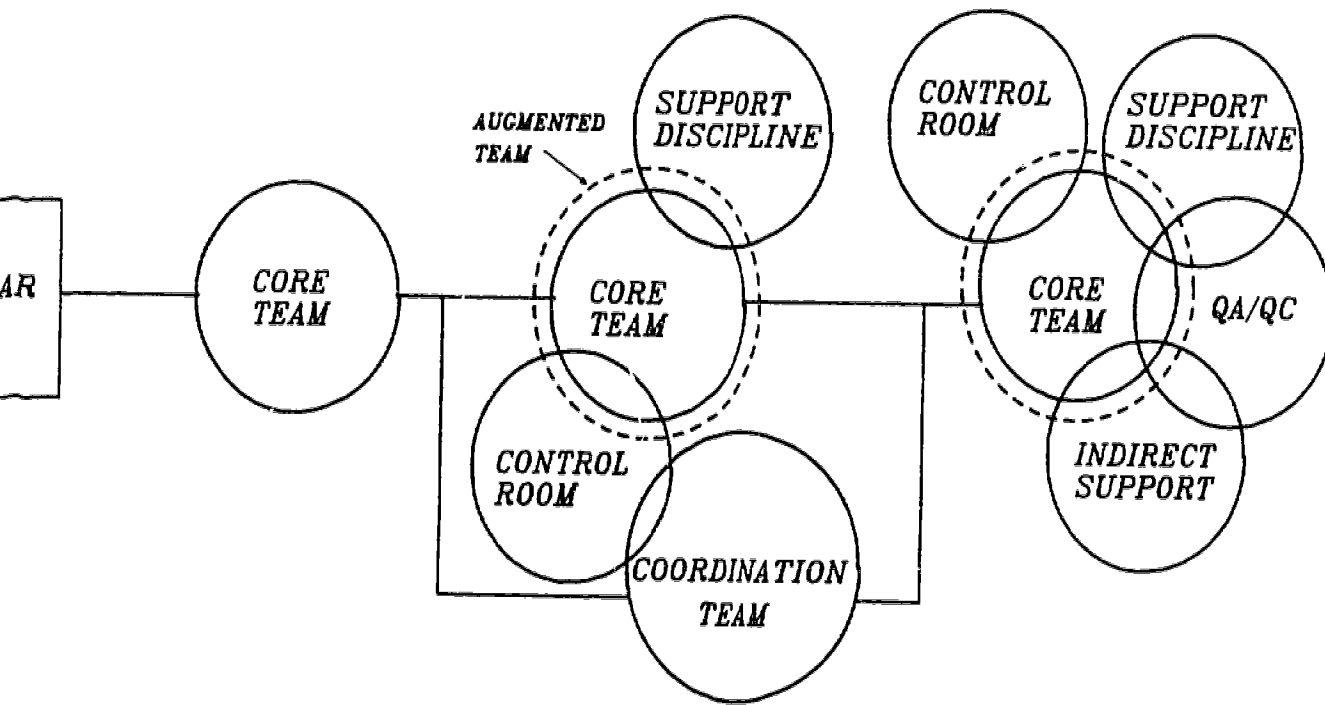 AR
CORE
TEAM
AUGMENTED
TEAM
SUPPORT
DISCIPLINE
CORE
TEAM
CONTROL
ROOM
COORDINATION
TEAM
CONTROL
ROOM
SUPPORT
DISCIPLINE
CORE
TEAM
QA/QC
INDIRECT
SUPPORT